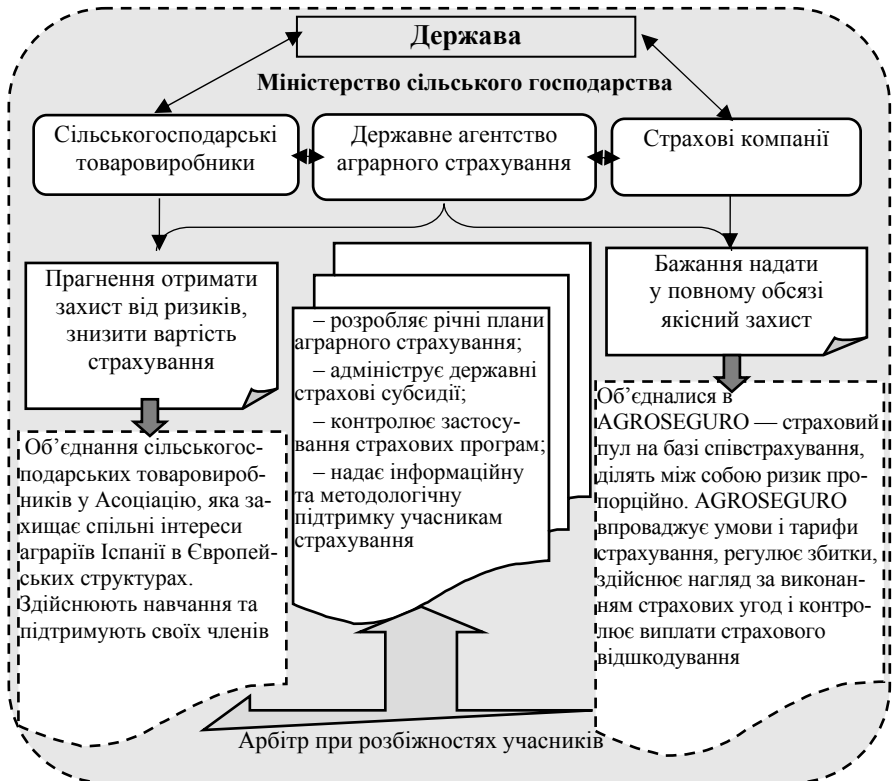 Держава
Міністерство сільського господарства
Сільськогосподарські
товаровиробники
Державне агентство
аграрного страхування
Страхові компанії
Прагнення отримати
захист від ризиків,
знизити вартість
страхування
– розробляє річні плани
аграрного страхування;
– адмініструє державні
страхові субсидії;
– контролює застосу-
вання страхових програм;
– надає інформаційну
та методологічну
підтримку учасникам
страхування
Бажання надати
у повному обсязі
якісний захист
Об’єднання сільськогос-
подарських товаровироб-
ників у Асоціацію, яка за-
хищає спільні інтереси
аграріїв Іспанії в Європей-
ських структурах.
Здійснюють навчання та
підтримують своїх членів
Об’єдналися в
AGROSEGURO — страховий
пул на базі співстрахування,
ділять між собою ризик про-
порційно. AGROSEGURO
впроваджує умови і тарифи
страхування, регулює збитки,
здійснює нагляд за виконан-
ням страхових угод і контро-
лює виплати страхового
відшкодування
Арбітр при розбіжностях учасників